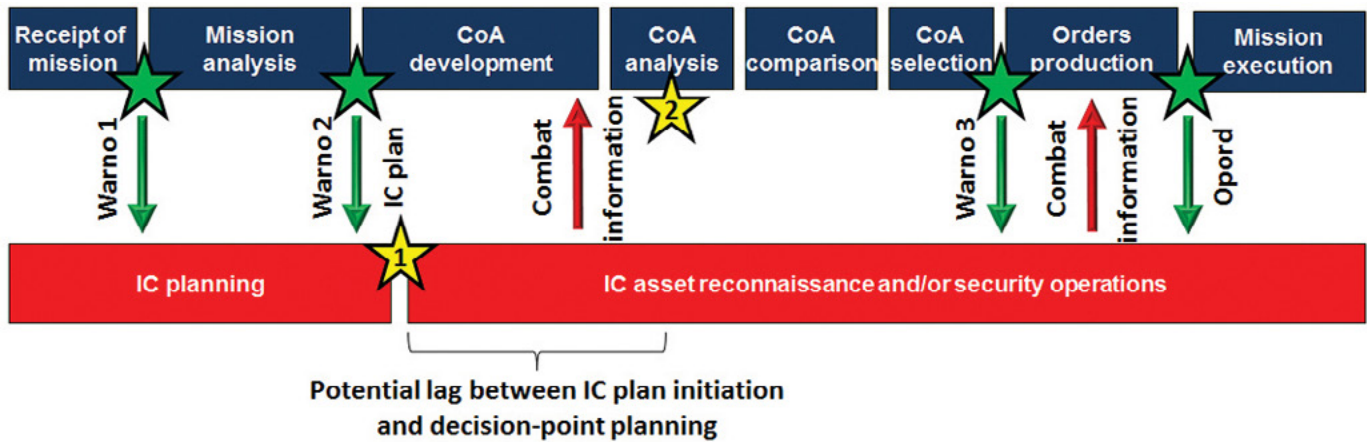 Receipt of
mission
Mission
analysis
CoA
development
CoA
analysis
CoA
comparison
CoA
selection
Orders
production
Mission
execution
Warno 1
Warno 2
IC plan
Combat
information
2
Warno 3
Combat
information
Opord
1
IC planning
IC asset reconnaissance and/or security operations
Potential lag between IC plan initiation
and decision-point planning